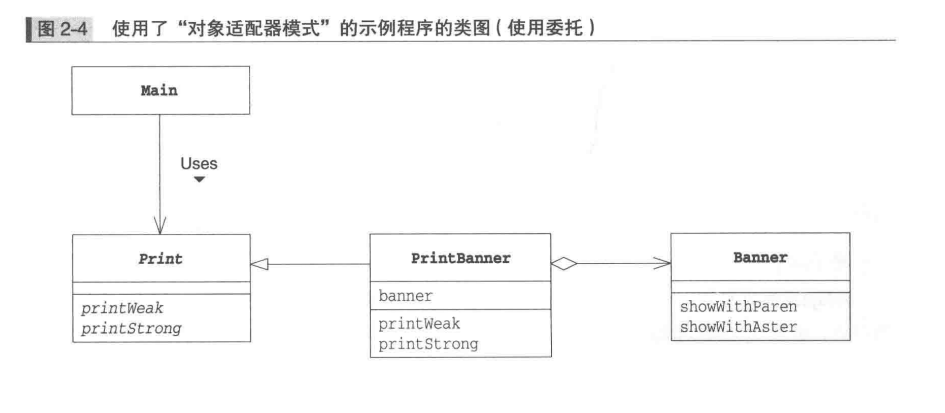 图 2-4 使用了“对象适配器模式”的示例程序的类图(使用委托)
Main
Uses
Print
printWeak
printStrong
PrintBanner
banner
printWeak
printStrong
Banner
showWithParen
showWithAster